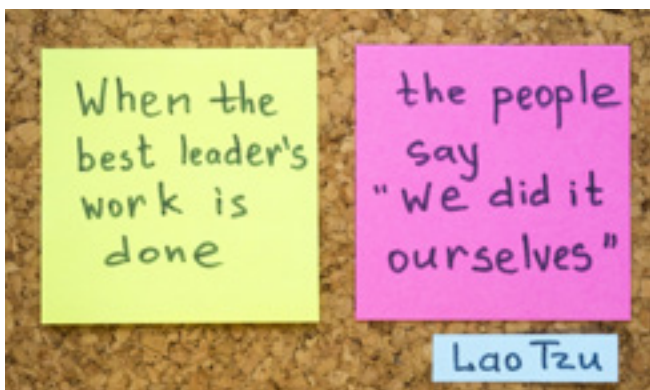 When the
best leader's
work is
done
the people
say
"We did it
ourselves"
Lao Tzu